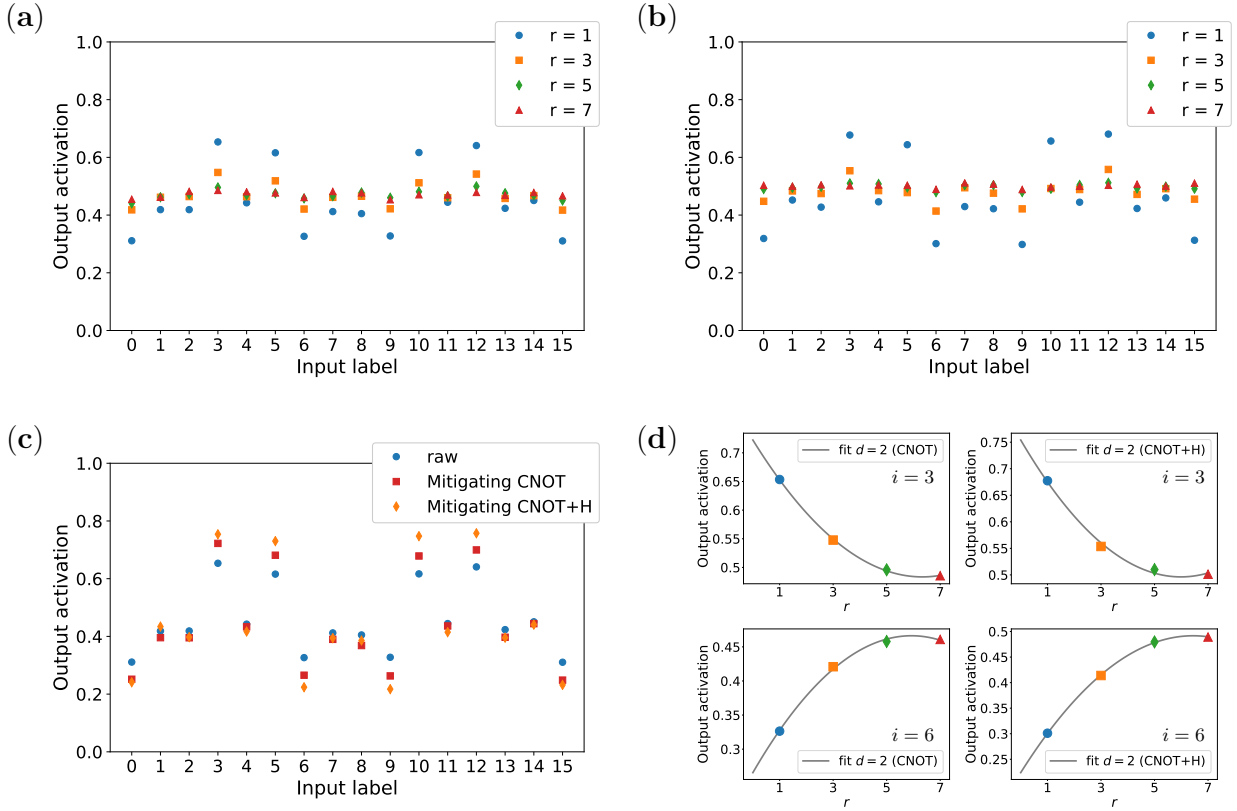 (a)
r = 1
r = 3
r = 5
r = 7
1.0
0.8
0.6
0.4
0.2
0.0
Output activation
0 1 2 3 4 5 6 7 8 9 10 11 12 13 14 15
Input label
(b)
r = 1
r = 3
r = 5
r = 7
1.0
0.8
0.6
0.4
0.2
0.0
Output activation
0 1 2 3 4 5 6 7 8 9 10 11 12 13 14 15
Input label
(c)
raw
Mitigating CNOT
Mitigating CNOT+H
1.0
0.8
0.6
0.4
0.2
0.0
Output activation
0 1 2 3 4 5 6 7 8 9 10 11 12 13 14 15
Input label
(d)
fit d = 2 (CNOT)
i = 3
0.7
0.65
0.6
0.55
0.5
Output activation
1 3 5 7
r
fit d = 2 (CNOT+H)
i = 3
0.75
0.7
0.65
0.6
0.55
0.5
Output activation
1 3 5 7
r
0.45
0.4
0.35
0.3
Output activation
i = 6
fit d = 2 (CNOT)
1 3 5 7
r
0.5
0.45
0.4
0.35
0.3
0.25
Output activation
i = 6
fit d = 2 (CNOT+H)
1 3 5 7
r